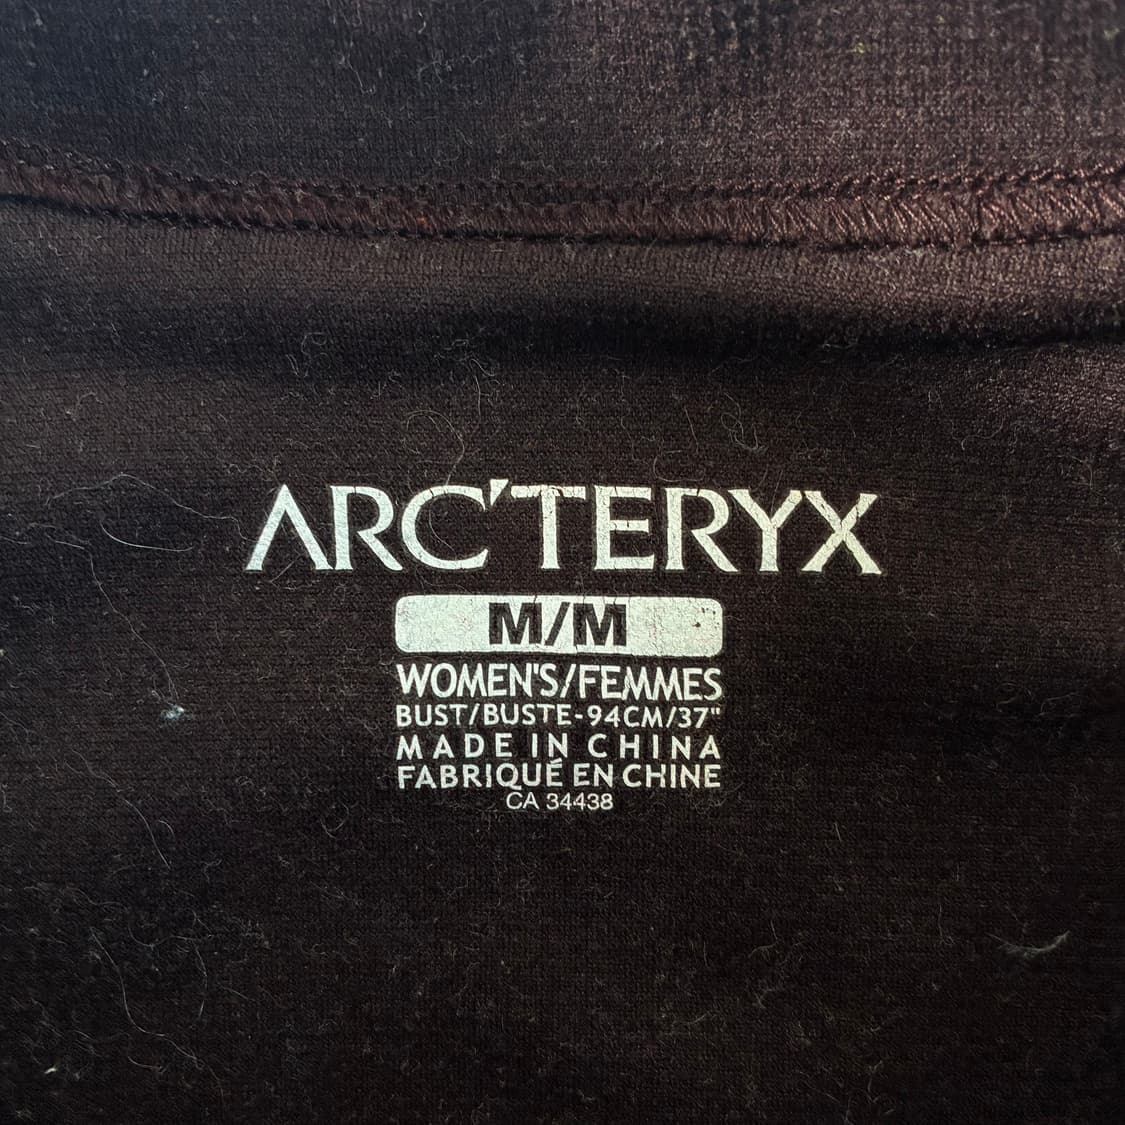 ARC'TERYX
M/M
WOMEN'S/FEMMES
BUST/BUSTE-94CM/37"
MADE IN CHINA
FABRIQUÉ EN CHINE
CA 34438